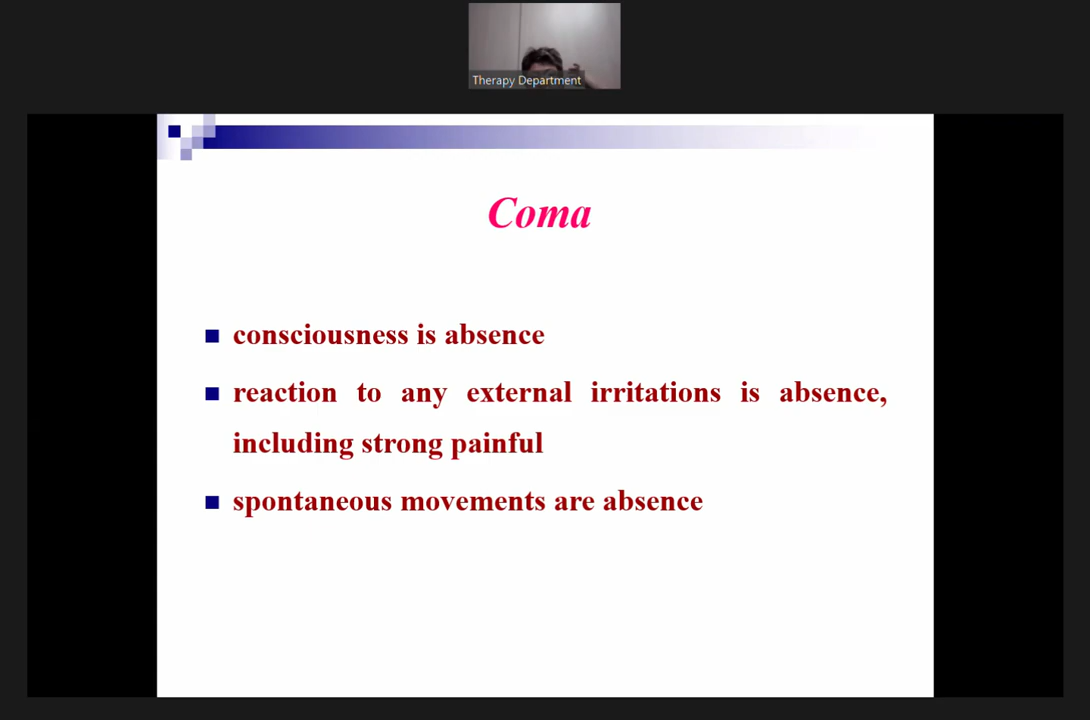 Therapy Department
Coma
consciousness is absence
reaction to any external irritations is absence,
including strong painful
spontaneous movements are absence